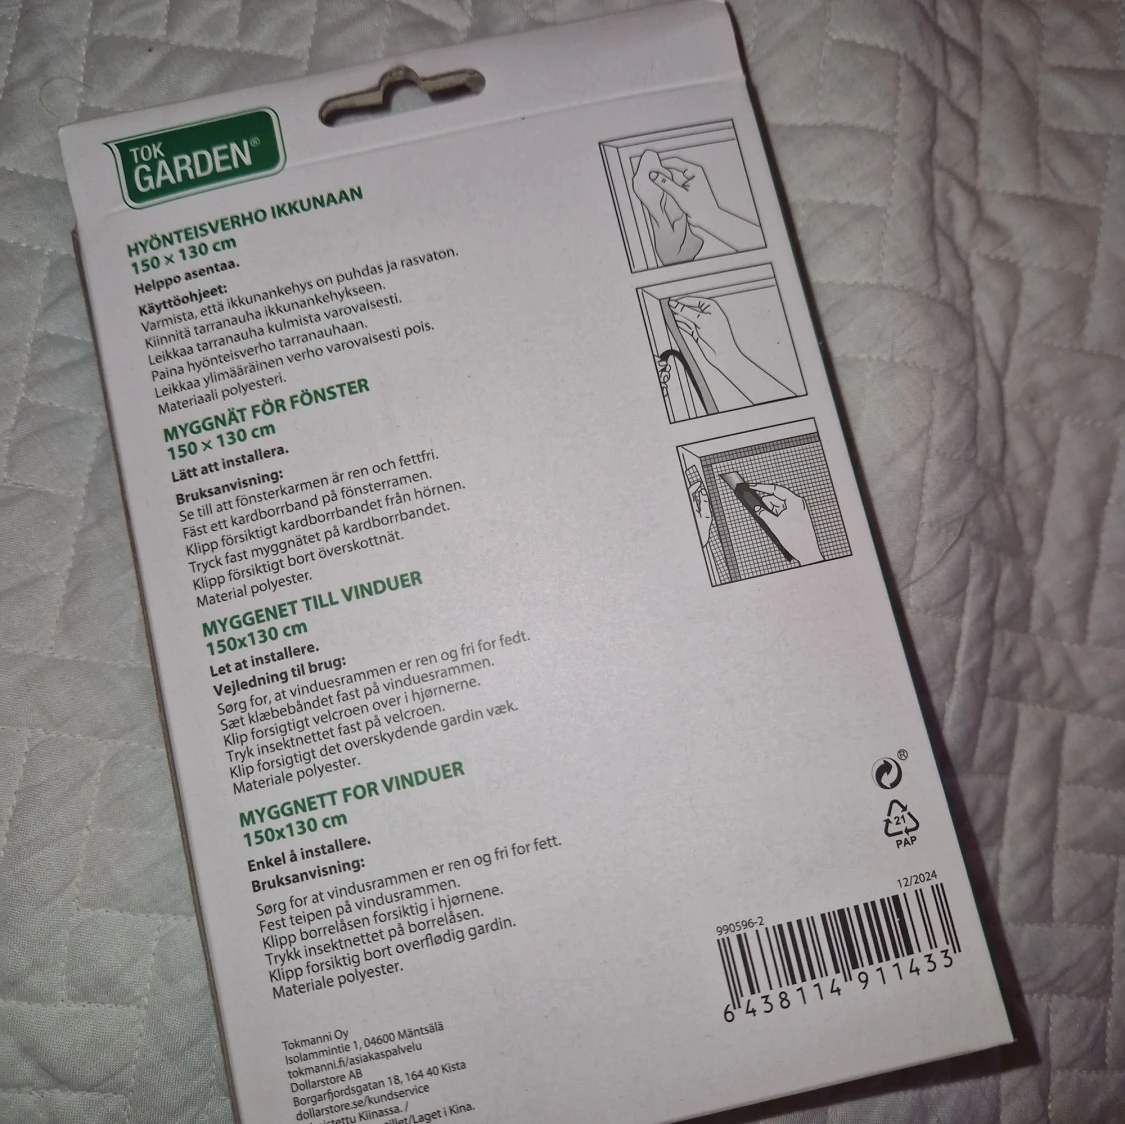 TOK
GARDEN®
HYÖNTEISVERHO IKKUNAAN
150 × 130 cm
Helppo asentaa.
Käyttöohjeet:
Varmista, että ikkunankehys on puhdas ja rasvaton.
Kiinnitä tarranauha ikkunankehykseen.
Leikkaa tarranauha kulmista varovaisesti.
Paina hyönteisverho tarranauhaan.
Leikkaa ylimääräinen verho varovaisesti pois.
Materiaali polyesteri.
MYGGNÄT FÖR FÖNSTER
150 × 130 cm
Lätt att installera.
Bruksanvisning:
Se till att fönsterkarmen är ren och fettfri.
Fäst ett kardborrband på fönsterramen.
Klipp försiktigt kardborrbandet från hörnen.
Tryck fast myggnätet på kardborrbandet.
Klipp försiktigt bort överskottnät.
Material polyester.
MYGGENET TILL VINDUER
150x130 cm
Let at installere.
Vejledning til brug:
Sørg for, at vinduesrammen er ren og fri for fedt.
Sæt klæbebåndet fast på vinduesrammen.
Klip forsigtigt velcroen over i hjørnerne.
Tryk insektnettet fast på velcroen.
Klip forsigtigt det overskydende gardin væk.
Materiale polyester.
MYGGNETT FOR VINDUER
150x130 cm
Enkel å installere.
Bruksanvisning:
Sørg for at vindusrammen er ren og fri for fett.
Fest teipen på vindusrammen.
Klipp borrelåsen forsiktig i hjørnene.
Trykk insektnettet på borrelåsen.
Klipp forsiktig bort overflødig gardin.
Materiale polyester.
Tokmanni Oy
Isolammintie 1, 04600 Mäntsälä
tokmanni.fi/asiakaspalvelu
Dollarstore AB
Borgarfjordsgatan 18, 164 40 Kista
dollarstore.se/kundservice
Kiinassa. /
/Laget i Kina.
®
21
PAP
12/2024
990596-2
6 438114 911433